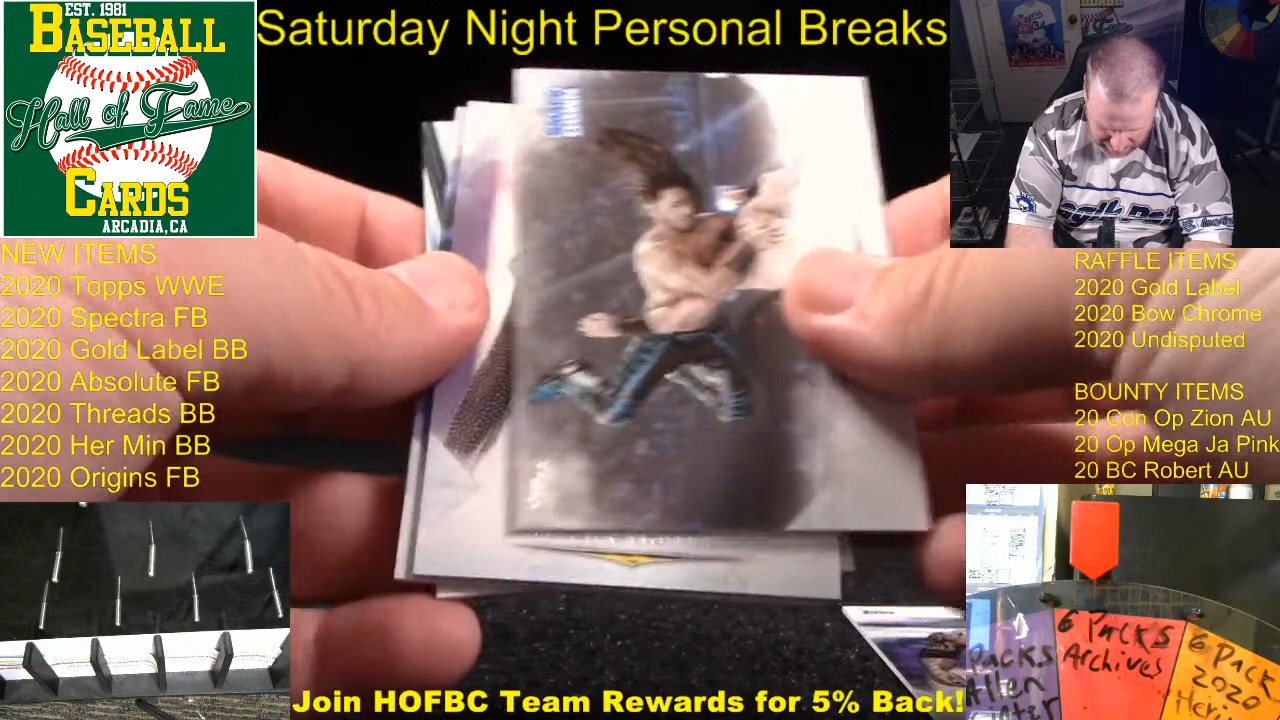 EST. 1981
BASEBALL
Hall of Fame
CARDS
ARCADIA, CA
Saturday Night Personal Breaks
NEW ITEMS
2020 Topps WWE
2020 Spectra FB
2020 Gold Label BB
2020 Absolute FB
2020 Threads BB
2020 Her Min BB
2020 Origins FB
RAFFLE ITEMS
2020 Gold Label
2020 Bow Chrome
2020 Undisputed
BOUNTY ITEMS
20 Con Op Zion AU
20 Op Mega Ja Pink
20 BC Robert AU
Packs
Allen
6 Packs
Archives
6 Pack
2020
Join HOFBC Team Rewards for 5% Back!